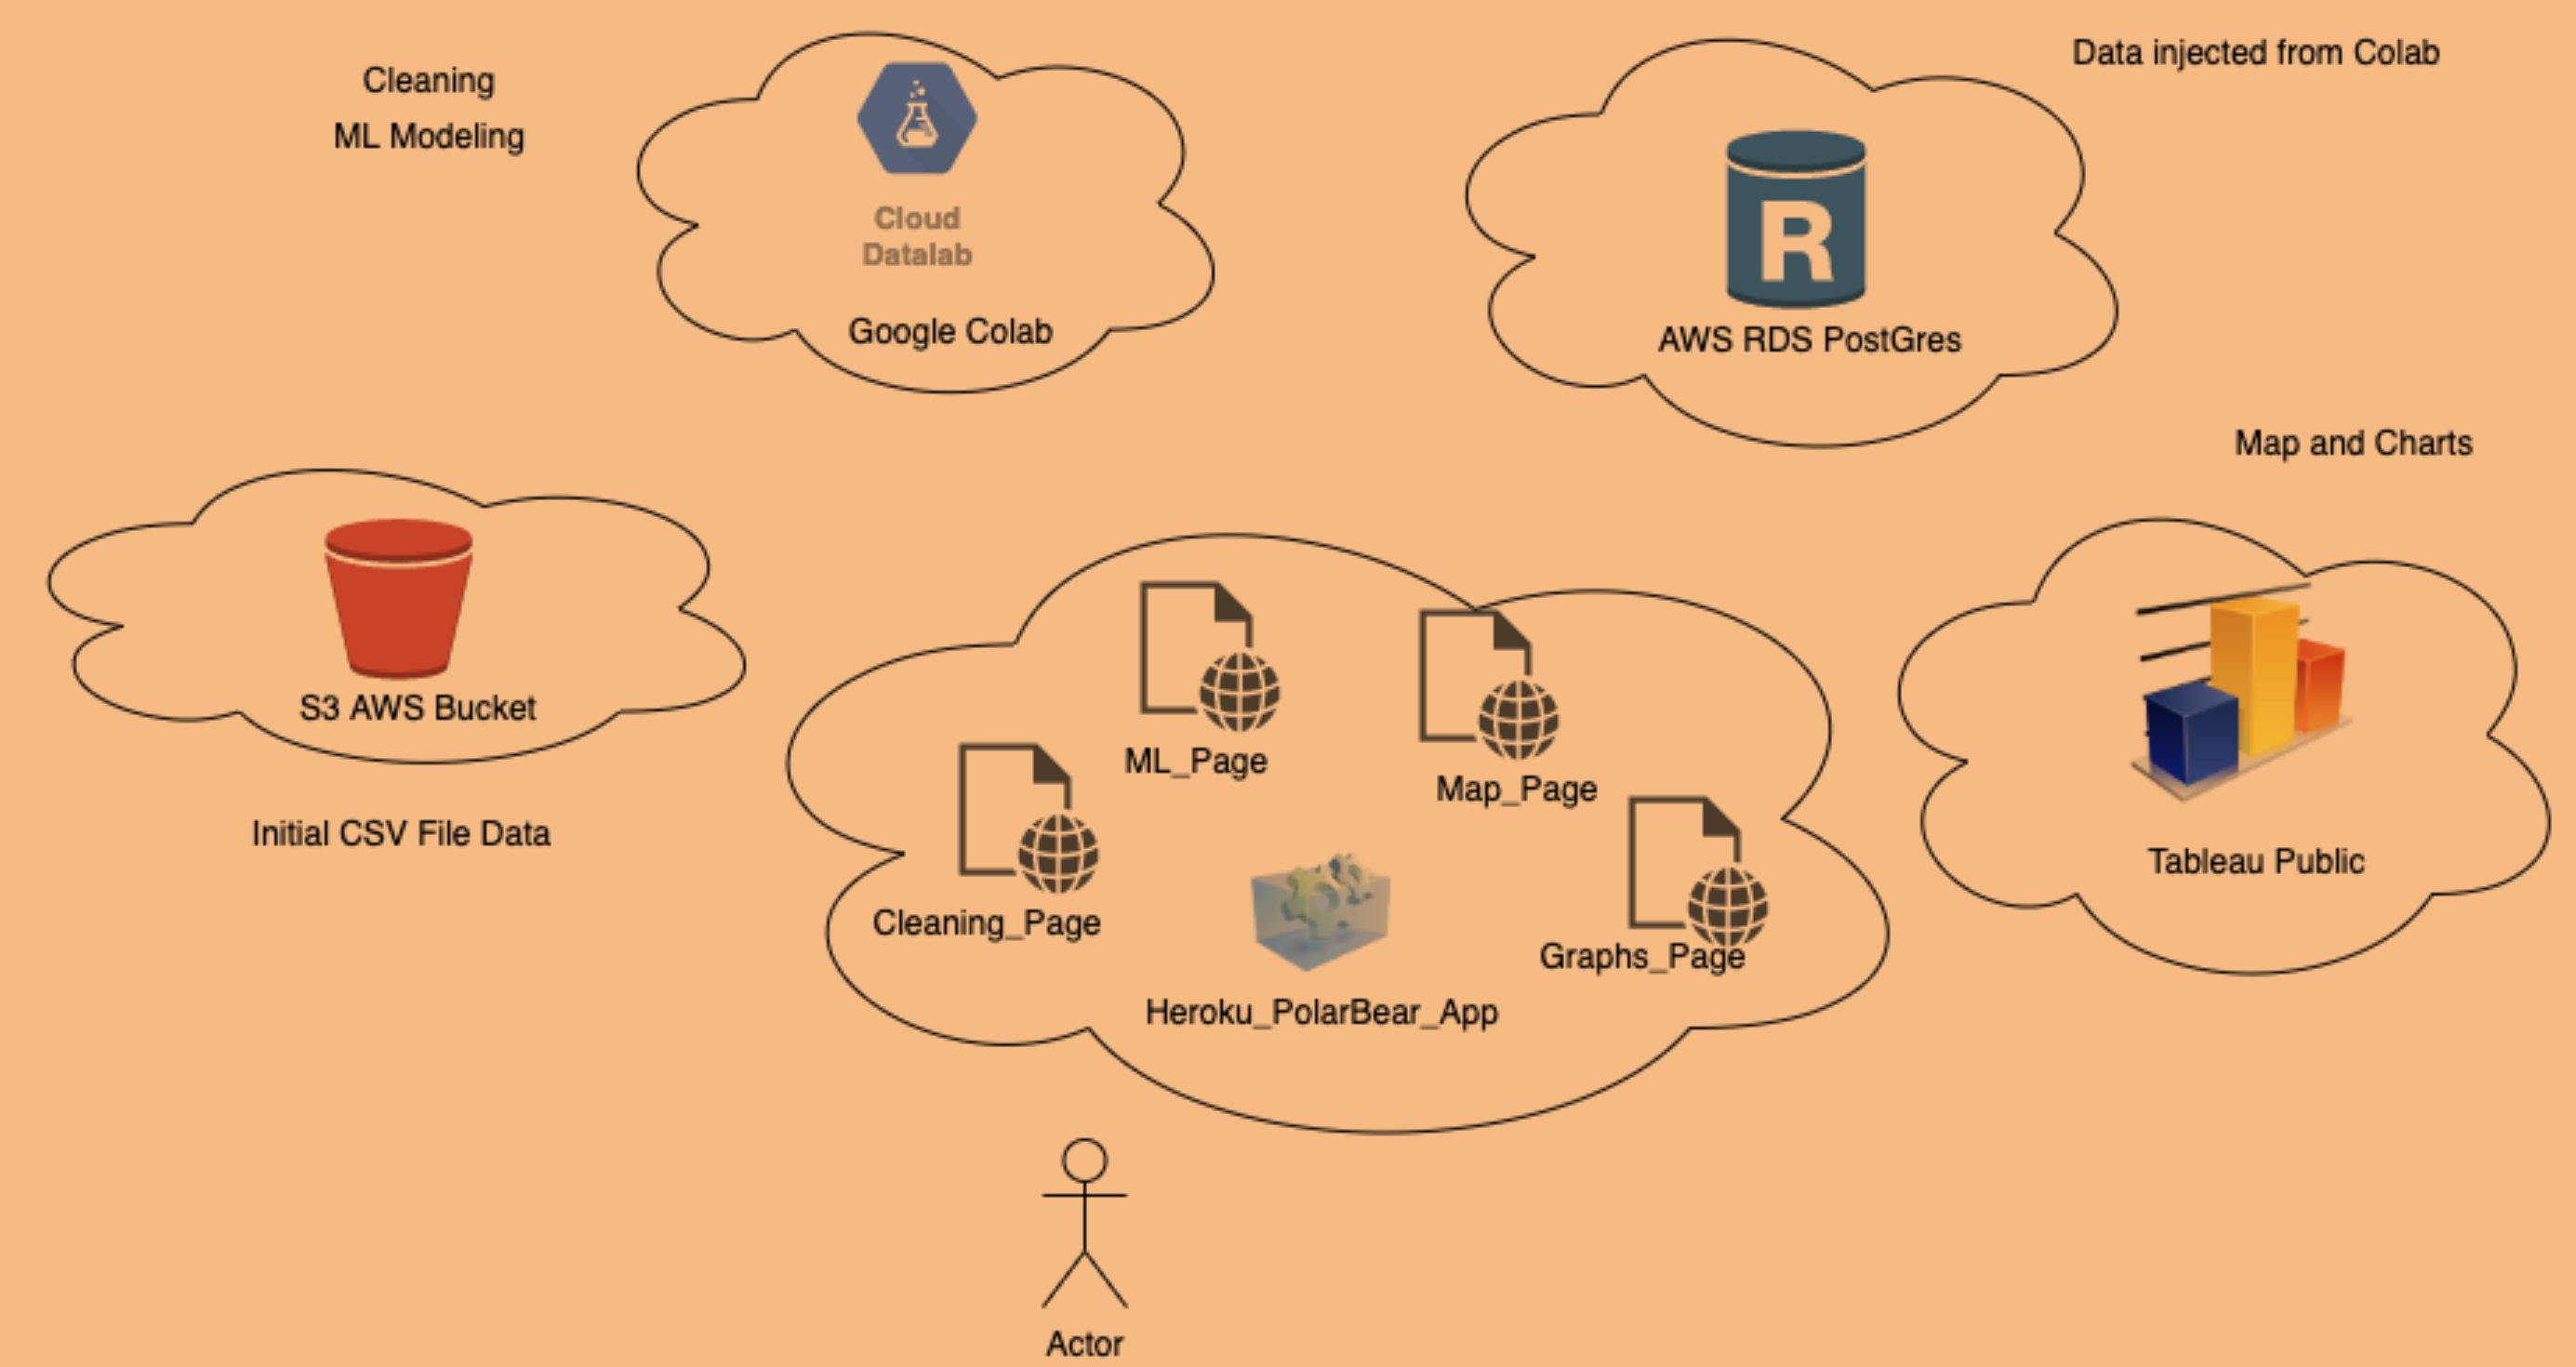 Cleaning
ML Modeling
Cloud
Datalab
Google Colab
Data injected from Colab
R
AWS RDS PostGres
Map and Charts
S3 AWS Bucket
Initial CSV File Data
ML_Page
Map_Page
Cleaning_Page
Graphs_Page
Heroku_PolarBear_App
Tableau Public
Actor